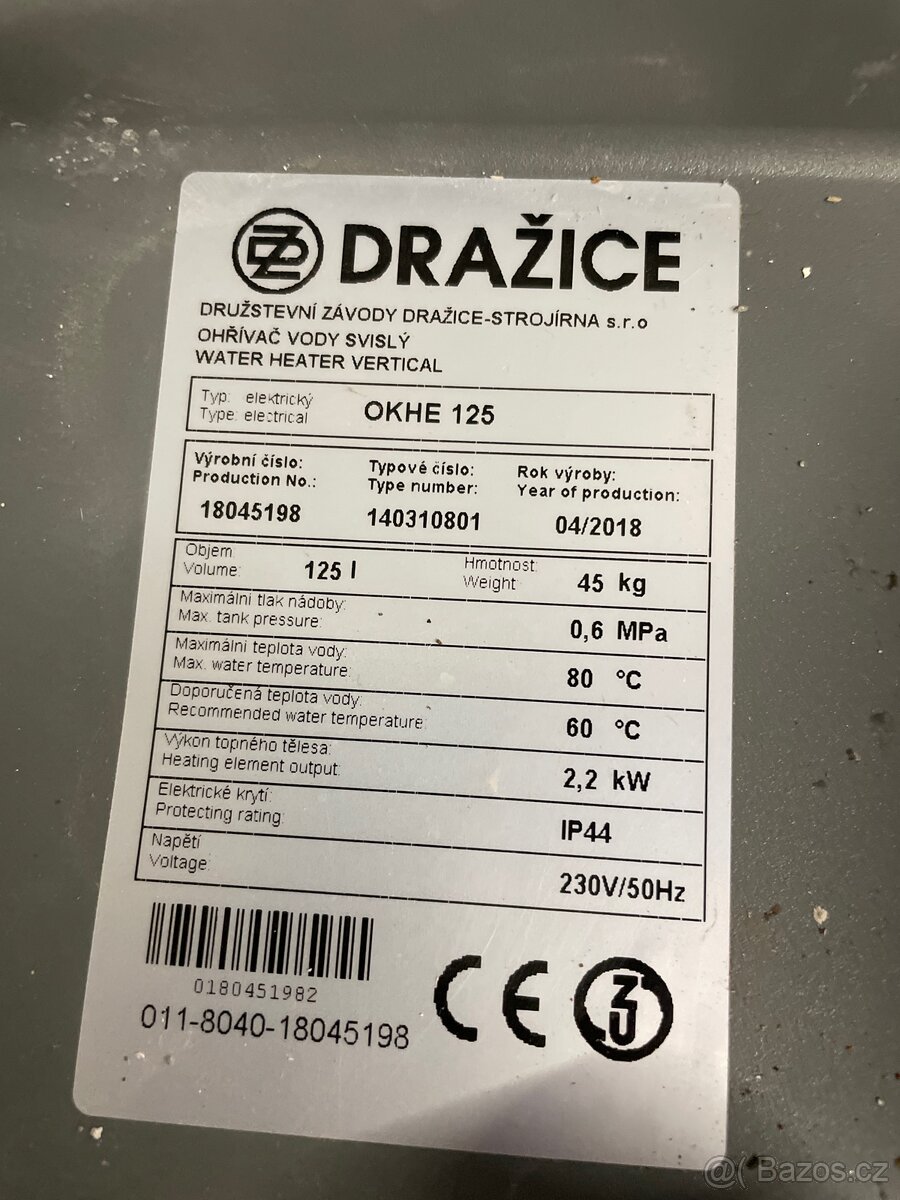 DRAŽICE
DRUŽSTEVNÍ ZÁVODY DRAŽICE-STROJÍRNA s.r.o
OHŘÍVAČ VODY SVISLÝ
WATER HEATER VERTICAL
Typ: elektrický
Type: electrical
OKHE 125
Výrobní číslo:
Production No.:
18045198
Typové číslo:
Type number:
140310801
Rok výroby:
Year of production:
04/2018
Objem
Volume:
125 l
Hmotnost:
Weight
45 kg
Maximální tlak nádoby:
Max. tank pressure:
0,6 MPa
Maximální teplota vody:
Max. water temperature:
80 °C
Doporučená teplota vody:
Recommended water temperature:
60 °C
Výkon topného tělesa:
Heating element output:
2,2 kW
Elektrické krytí:
Protecting rating:
IP44
Napětí
Voltage:
230V/50Hz
0180451982
011-8040-18045198
CE
@( Bazos.cz